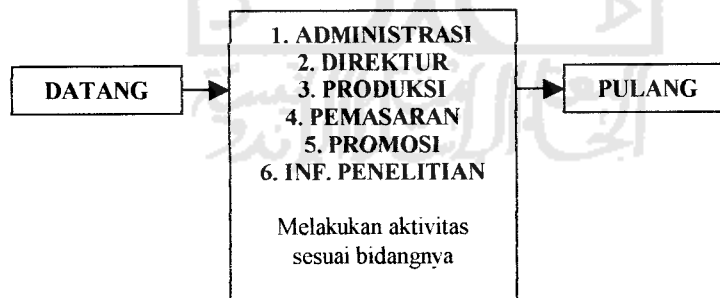 DATANG
1. ADMINISTRASI
2. DIREKTUR
3. PRODUKSI
4. PEMASARAN
5. PROMOSI
6. INF. PENELITIAN
Melakukan aktivitas
sesuai bidangnya
PULANG